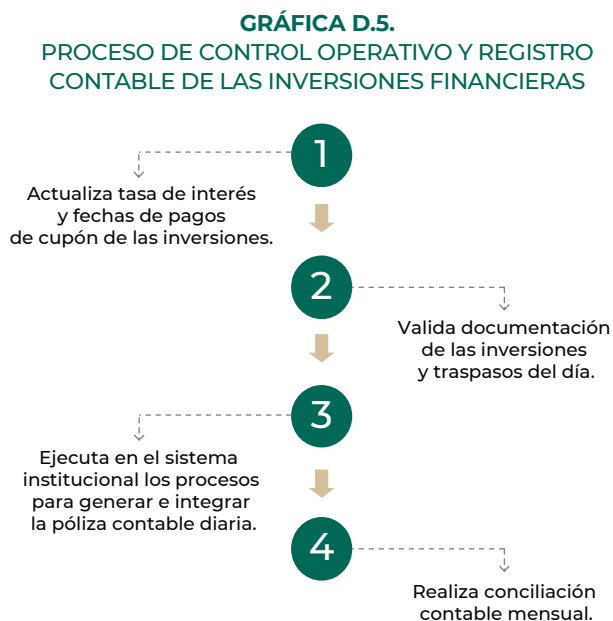 GRÁFICA D.5.
PROCESO DE CONTROL OPERATIVO Y REGISTRO
CONTABLE DE LAS INVERSIONES FINANCIERAS
1
Actualiza tasa de interés
y fechas de pagos
de cupón de las inversiones.
2
Valida documentación
de las inversiones
y traspasos del día.
3
Ejecuta en el sistema
institucional los procesos
para generar e integrar
la póliza contable diaria.
4
Realiza conciliación
contable mensual.